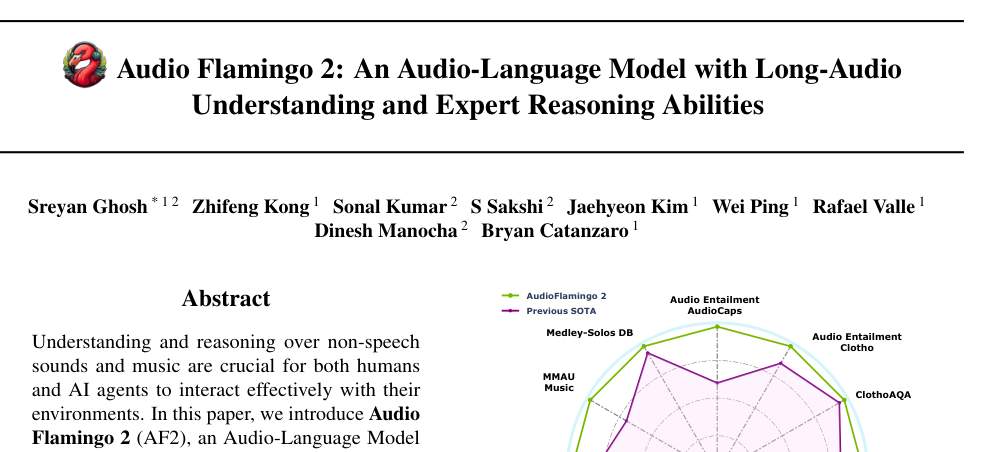 Audio Flamingo 2: An Audio-Language Model with Long-Audio
Understanding and Expert Reasoning Abilities
Sreyan Ghosh * 1 2 Zhifeng Kong 1 Sonal Kumar 2 S Sakshi 2 Jaehyeon Kim 1 Wei Ping 1 Rafael Valle 1
Dinesh Manocha 2 Bryan Catanzaro 1
Abstract
Understanding and reasoning over non-speech
sounds and music are crucial for both humans
and AI agents to interact effectively with their
environments. In this paper, we introduce Audio
Flamingo 2 (AF2), an Audio-Language Model
AudioFlamingo 2
Previous SOTA
Audio Entailment
AudioCaps
Medley-Solos DB
Audio Entailment
Clotho
MMAU
Music
ClothoAQA